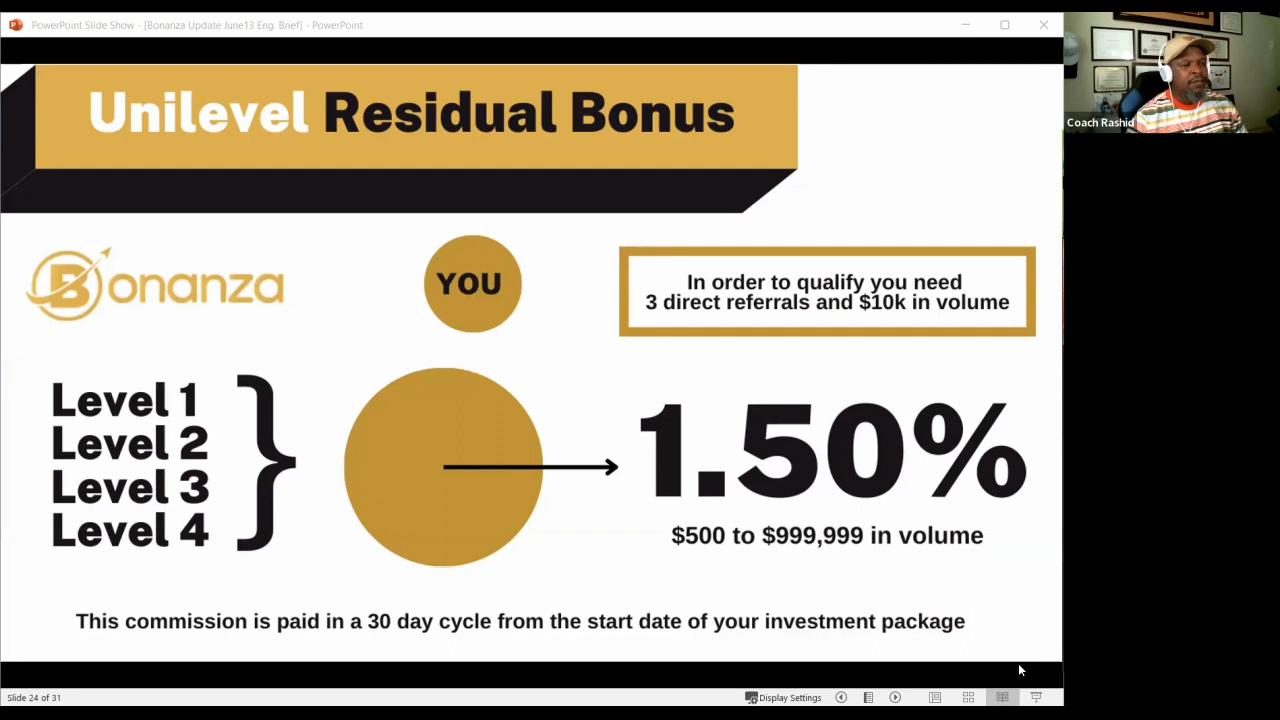 PowerPoint Slide Show - [Bonanza Update June13 Eng. Brief] - PowerPoint
Unilevel Residual Bonus
Coach Rashid
Bonanza
YOU
In order to qualify you need
3 direct referrals and $10k in volume
Level 1
Level 2
Level 3
Level 4
1.50%
$500 to $999,999 in volume
This commission is paid in a 30 day cycle from the start date of your investment package
Slide 24 of 31
Display Settings